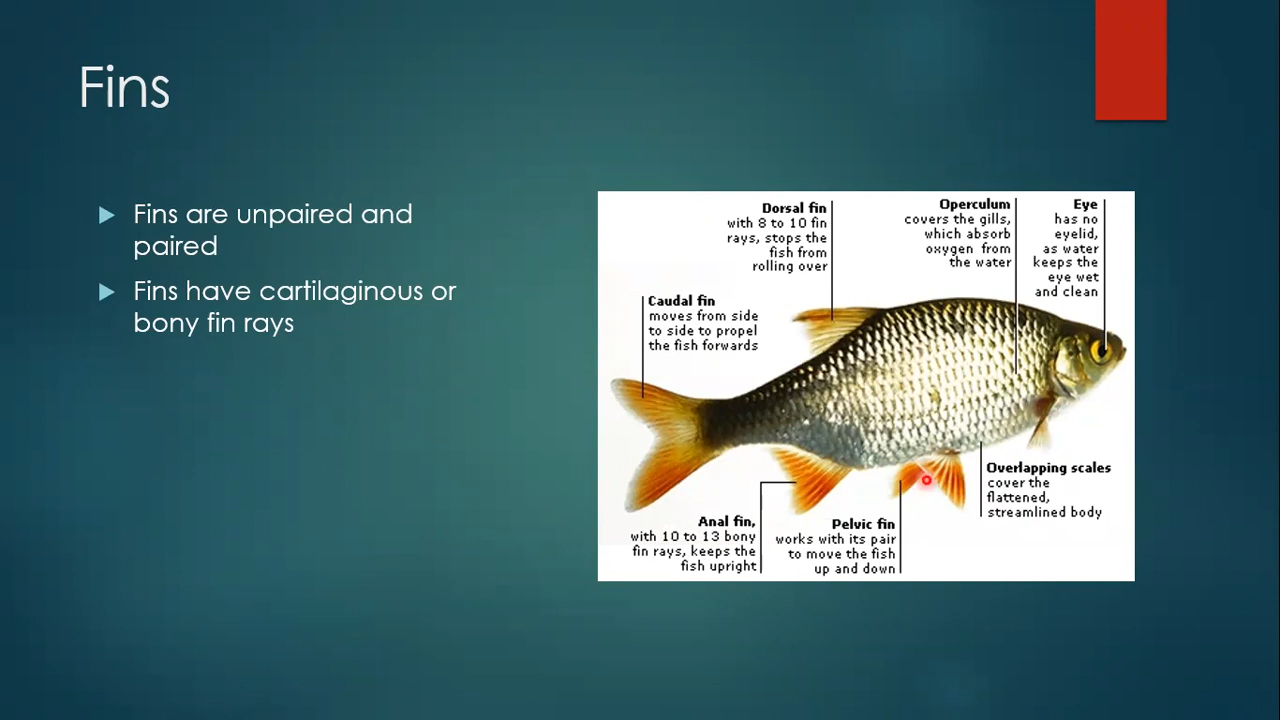 Fins
Fins are unpaired and
paired
Fins have cartilaginous or
bony fin rays
Dorsal fin
with 8 to 10 fin
rays, stops the
fish from
rolling over
Operculum
covers the gills,
which absorb
oxygen from
the water
Eye
has no
eyelid,
as water
keeps the
eye wet
and clean
Caudal fin
moves from side
to side to propel
the fish forwards
Overlapping scales
cover the
flattened,
streamlined body
Anal fin,
with 10 to 13 bony
fin rays, keeps the
fish upright
Pelvic fin
works with its pair
to move the fish
up and down